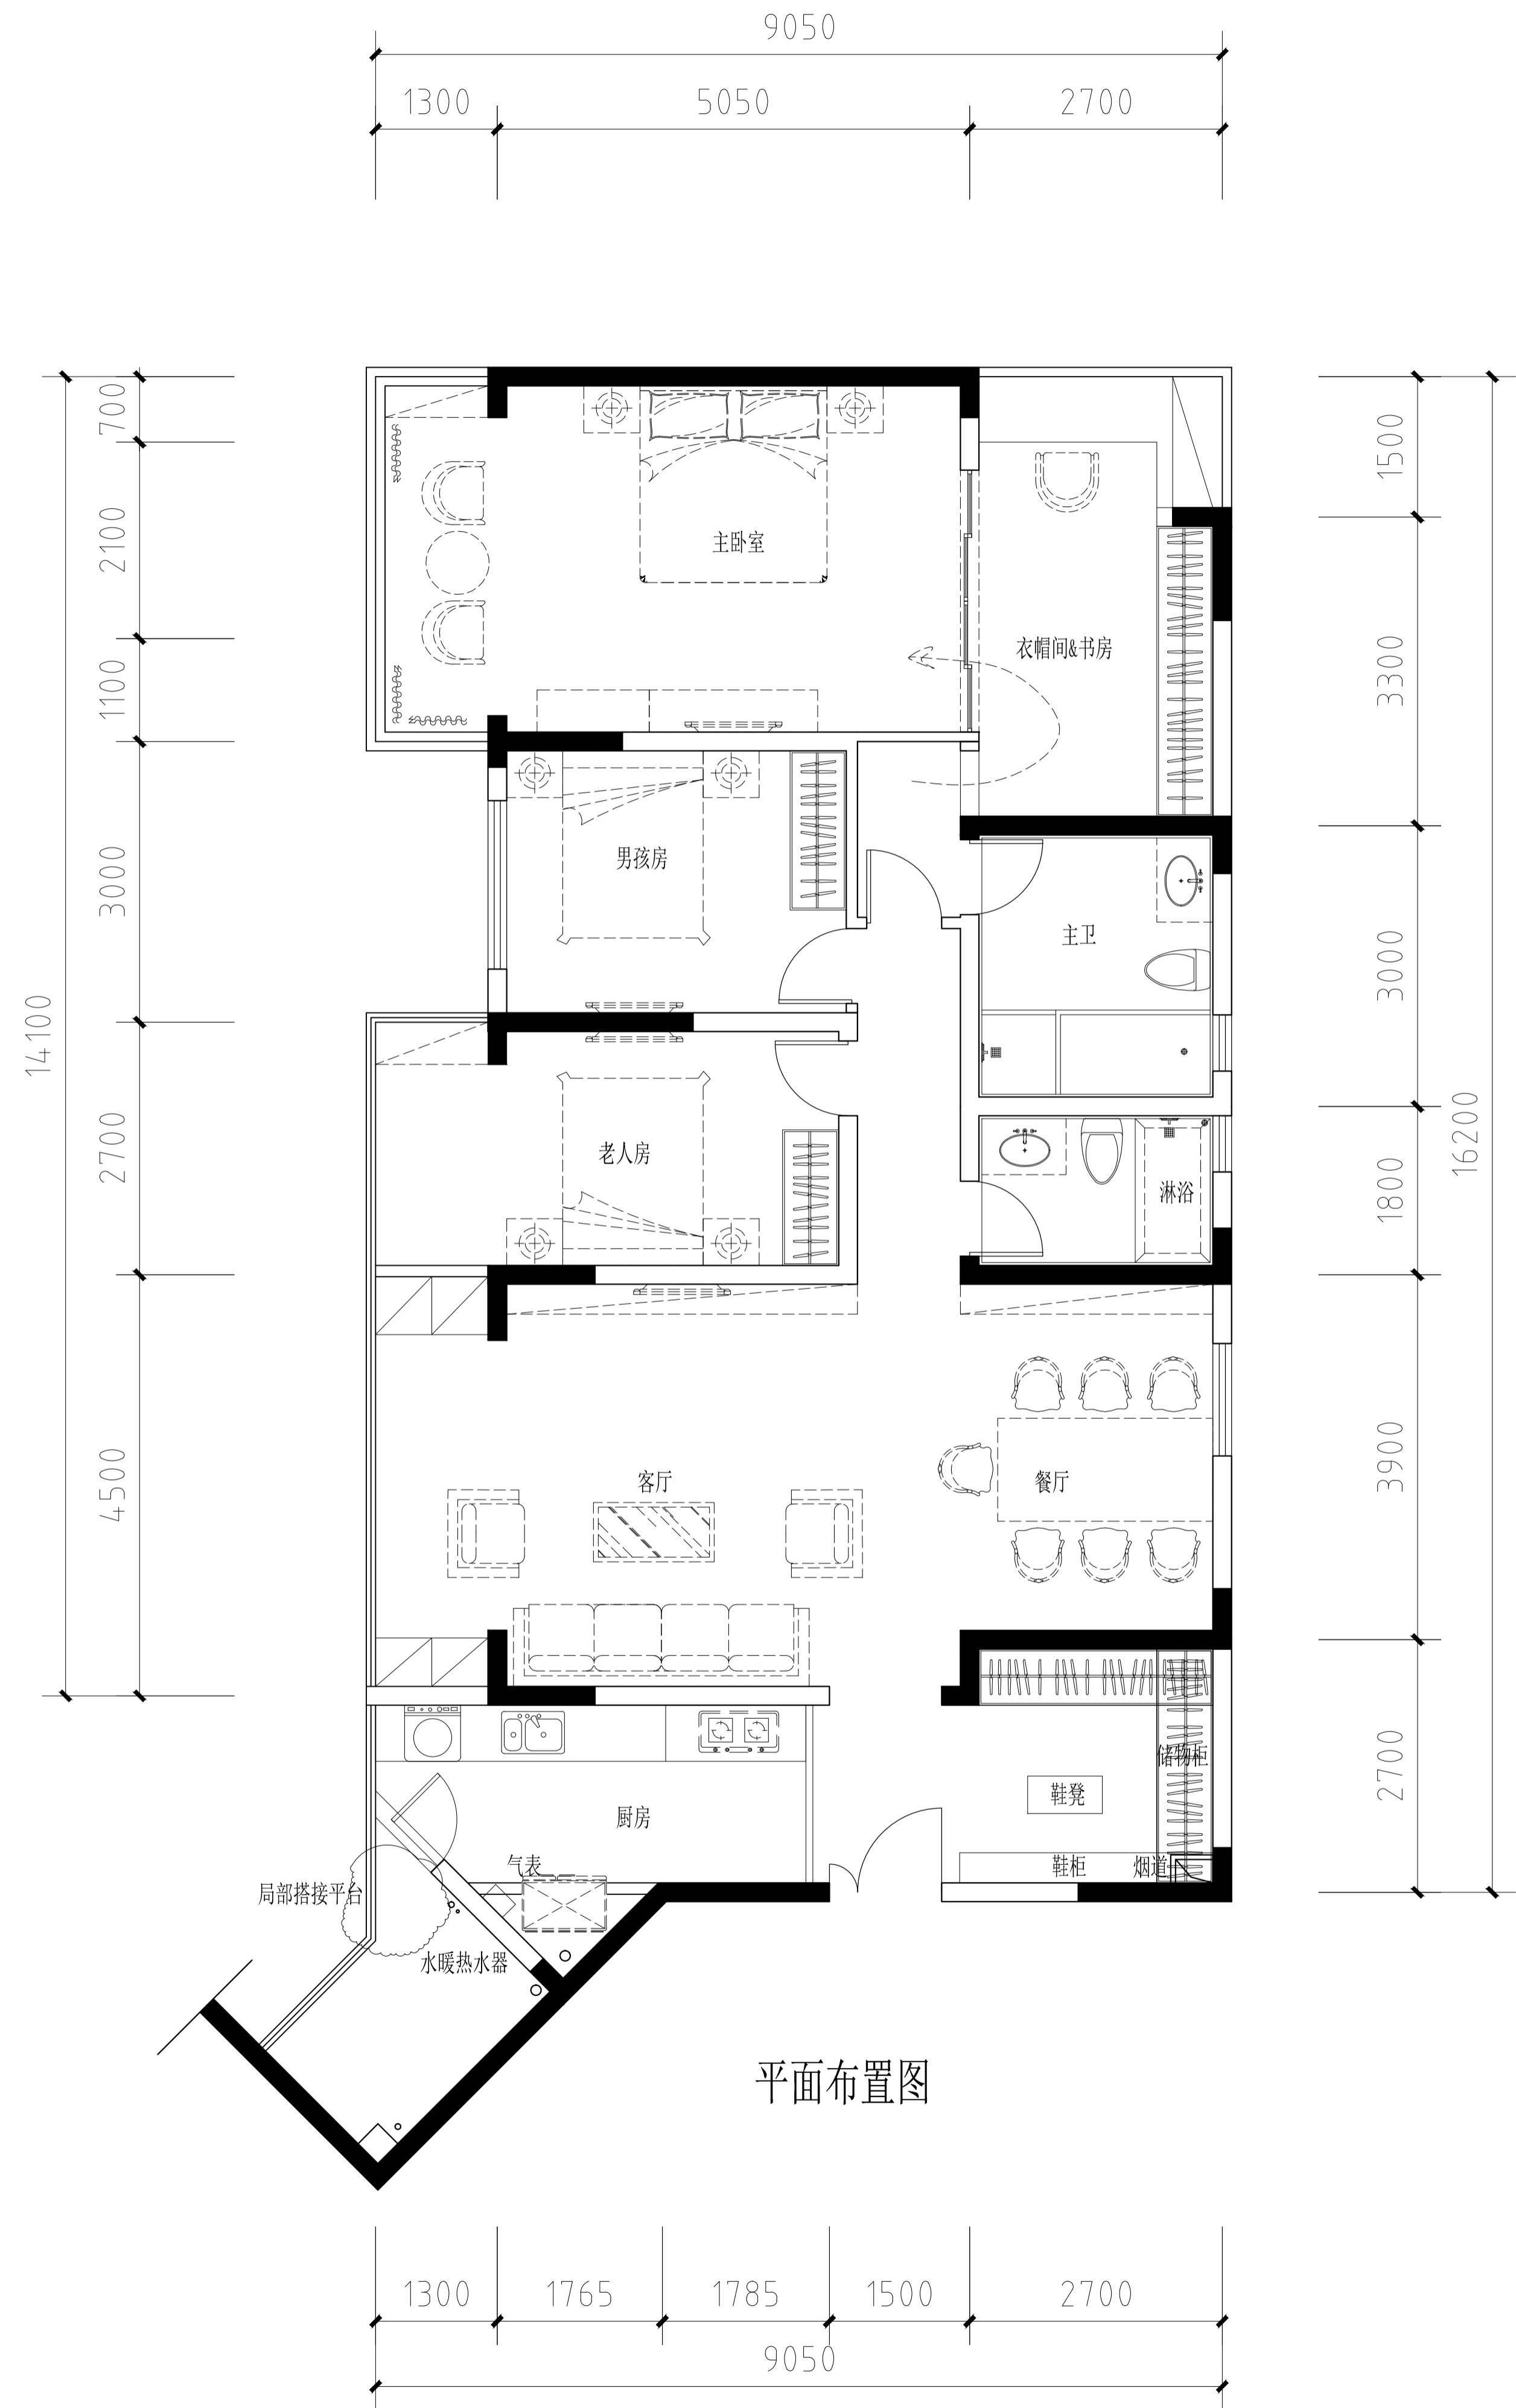 9050
1300 5050 2700
700
1500
2100
主卧室
1100
衣帽间&书房
3300
3000
男孩房
主卫
3000
14100
2700
老人房
淋浴
1800
16200
4500
客厅
餐厅
3900
储物柜
2700
鞋凳
厨房
气表
鞋柜
烟道
局部搭接平台
水暖热水器
平面布置图
1300 1765 1785 1500 2700
9050